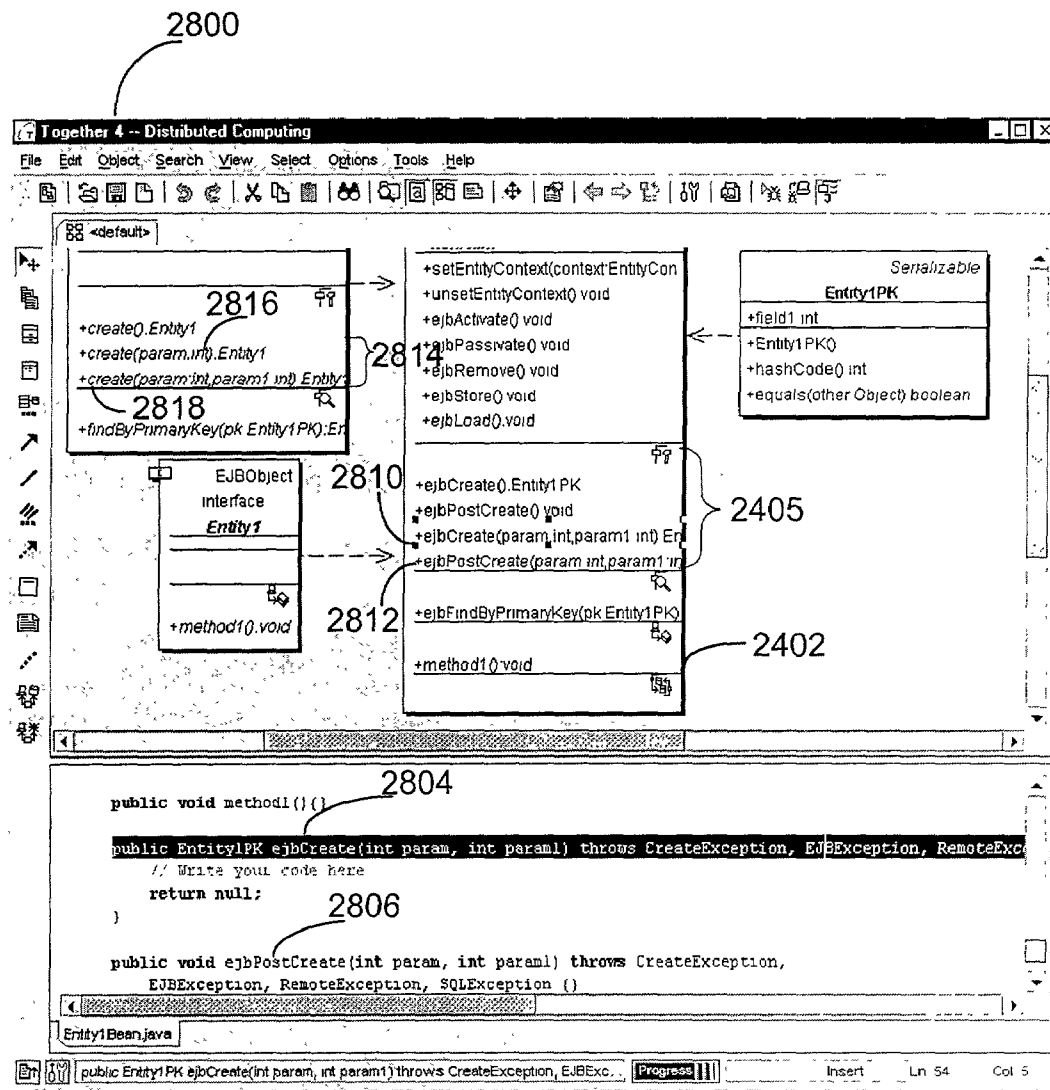 2800
Together 4 -- Distributed Computing
File Edit Object Search View Select Options Tools Help
<default>
+create().Entity1
2816
+create(param.int).Entity1
2814
+create(param:int,param1 int) Entity1
2818
+findByPrimaryKey(pk Entity1PK):En
+setEntityContext(context:EntityCon
+unsetEntityContext() void
+ejbActivate() void
+ejbPassivate() void
+ejbRemove() void
+ejbStore() void
+ejbLoad().void
Serializable
Entity1PK
+field1 int
+Entity1PK()
+hashCode() int
+equals(other Object) boolean
EJBObject
interface
Entity1
+method1().void
2810
+ejbCreate().Entity1PK
+ejbPostCreate() void
+ejbCreate(param.int,param1 int) En
+ejbPostCreate(param int,param1:in
2405
2812
+ejbFindByPrimaryKey(pk Entity1PK)
2402
+method1():void
2804
public void method1(){}
public Entity1PK ejbCreate(int param, int param1) throws CreateException, EJBException, RemoteExce
// Write your code here
return null;
}
2806
public void ejbPostCreate(int param, int param1) throws CreateException,
EJBException, RemoteException, SQLException {}
Entity1Bean.java
public Entity1PK ejbCreate(int param, int param1) throws CreateException, EJBExc...
Progress
Insert
Ln 54
Col 5